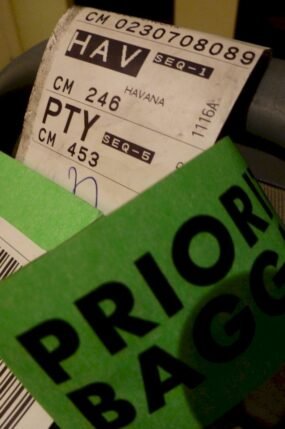 CM 0230708089
HAV SEQ-1
CM 246 HAVANA
PTY SEQ-5
CM 453
1116A
PRIORI
BAGG